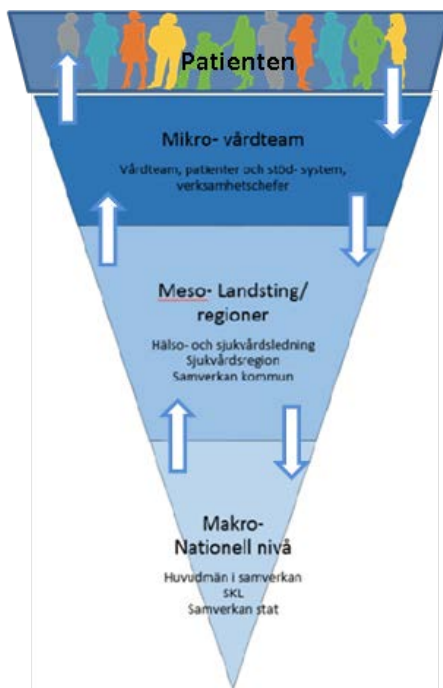 Patienten
Mikro- vårdteam
Vårdteam, patienter och stöd- system,
verksamhetschefer
Meso- Landsting/
regioner
Hälso- och sjukvårdsledning
Sjukvårdsregion
Samverkan kommun
Makro-
Nationell nivå
Huvudmän i samverkan
SKL
Samverkan stat